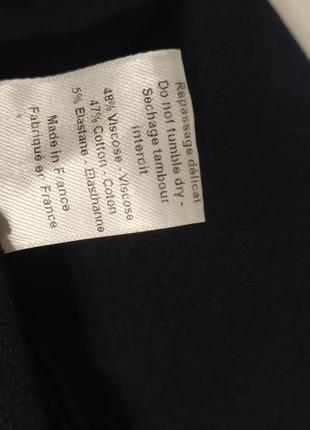 Repassage délicat
Do not tumble dry -
Séchage tambour
interdit
48% Viscose - Viscose
47% Cotton - Coton
5% Elastane - Elasthanne
Made in France
Fabriqué en France